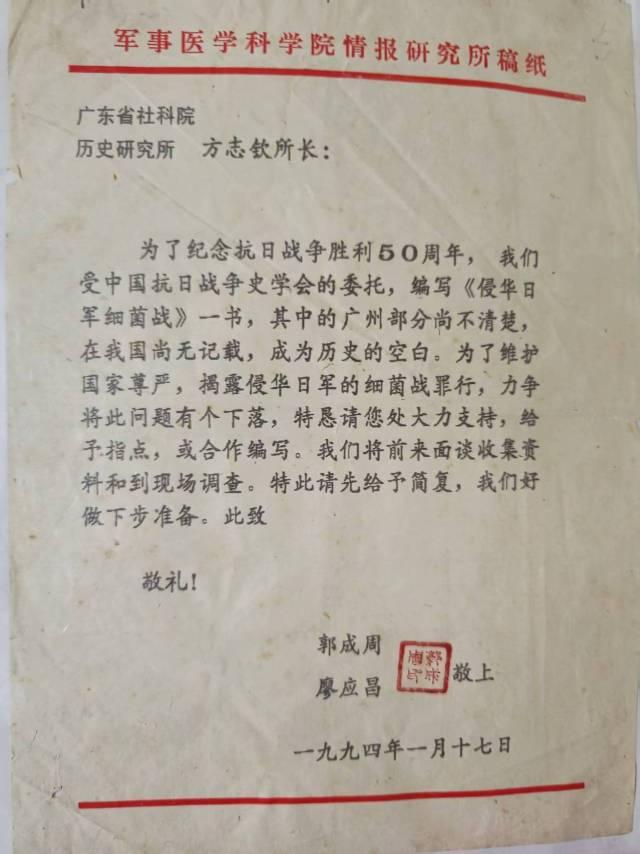 军事医学科学院情报研究所稿纸
广东省社科院
历史研究所 方志钦所长：
为了纪念抗日战争胜利50周年，我们
受中国抗日战争史学会的委托，编写《侵华日
军细菌战》一书，其中的广州部分尚不清楚，
在我国尚无记载，成为历史的空白。为了维护
国家尊严，揭露侵华日军的细菌战罪行，力争
将此问题有个下落，特恳请您处大力支持，给
予指点，或合作编写。我们将前来面谈收集资
料和到现场调查。特此请先给予简复，我们好
做下步准备。此致
敬礼！
郭成周
廖应昌 敬上
一九九四年一月十七日